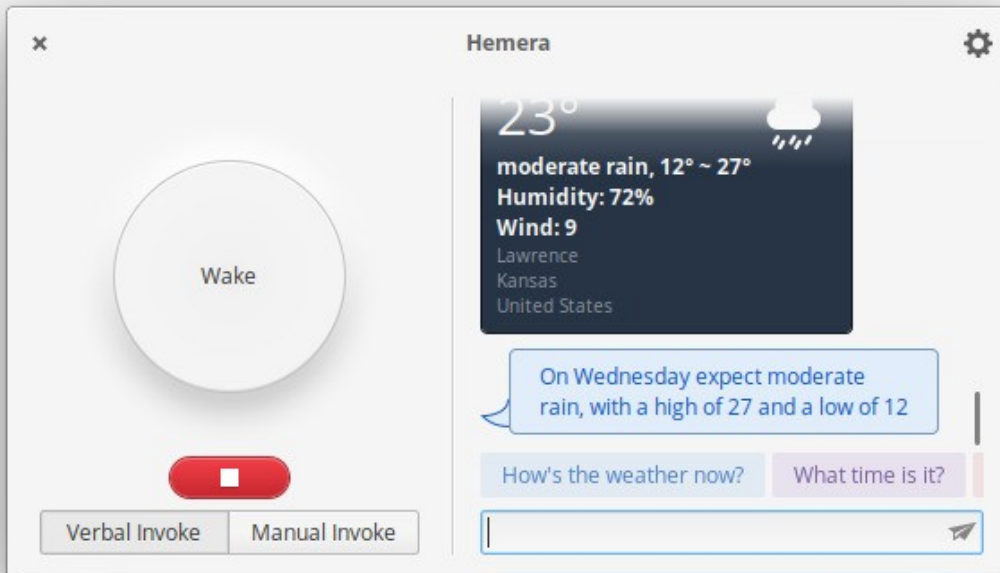 Hemera
Wake
Verbal Invoke
Manual Invoke
23°
moderate rain, 12° ~ 27°
Humidity: 72%
Wind: 9
Lawrence
Kansas
United States
On Wednesday expect moderate
rain, with a high of 27 and a low of 12
How's the weather now?
What time is it?